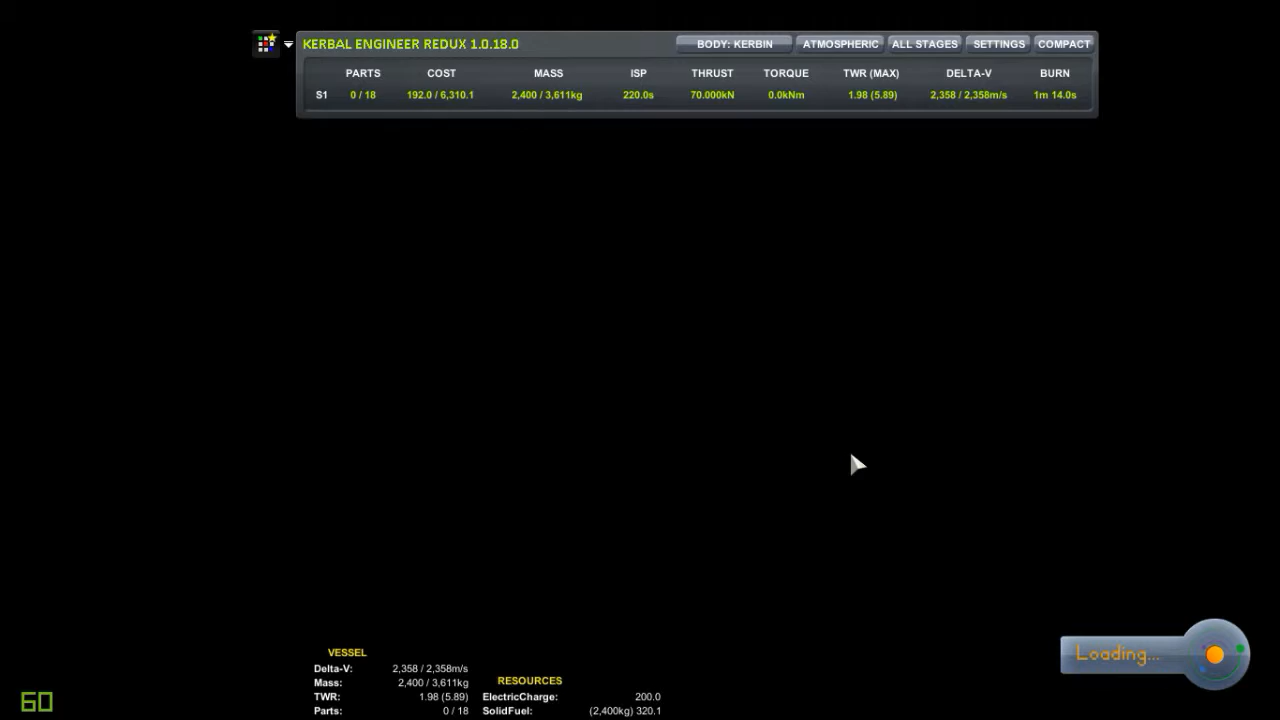 KERBAL ENGINEER REDUX 1.0.18.0 BODY: KERBIN ATMOSPHERIC ALL STAGES SETTINGS COMPACT
PARTS COST MASS ISP THRUST TORQUE TWR (MAX) DELTA-V BURN
S1 0 / 18 192.0 / 6,310.1 2,400 / 3,611kg 220.0s 70.000kN 0.0kNm 1.98 (5.89) 2,358 / 2,358m/s 1m 14.0s
VESSEL
Delta-V: 2,358 / 2,358m/s
Mass: 2,400 / 3,611kg
TWR: 1.98 (5.89)
Parts: 0 / 18
RESOURCES
ElectricCharge: 200.0
SolidFuel: (2,400kg) 320.1
Loading...
60